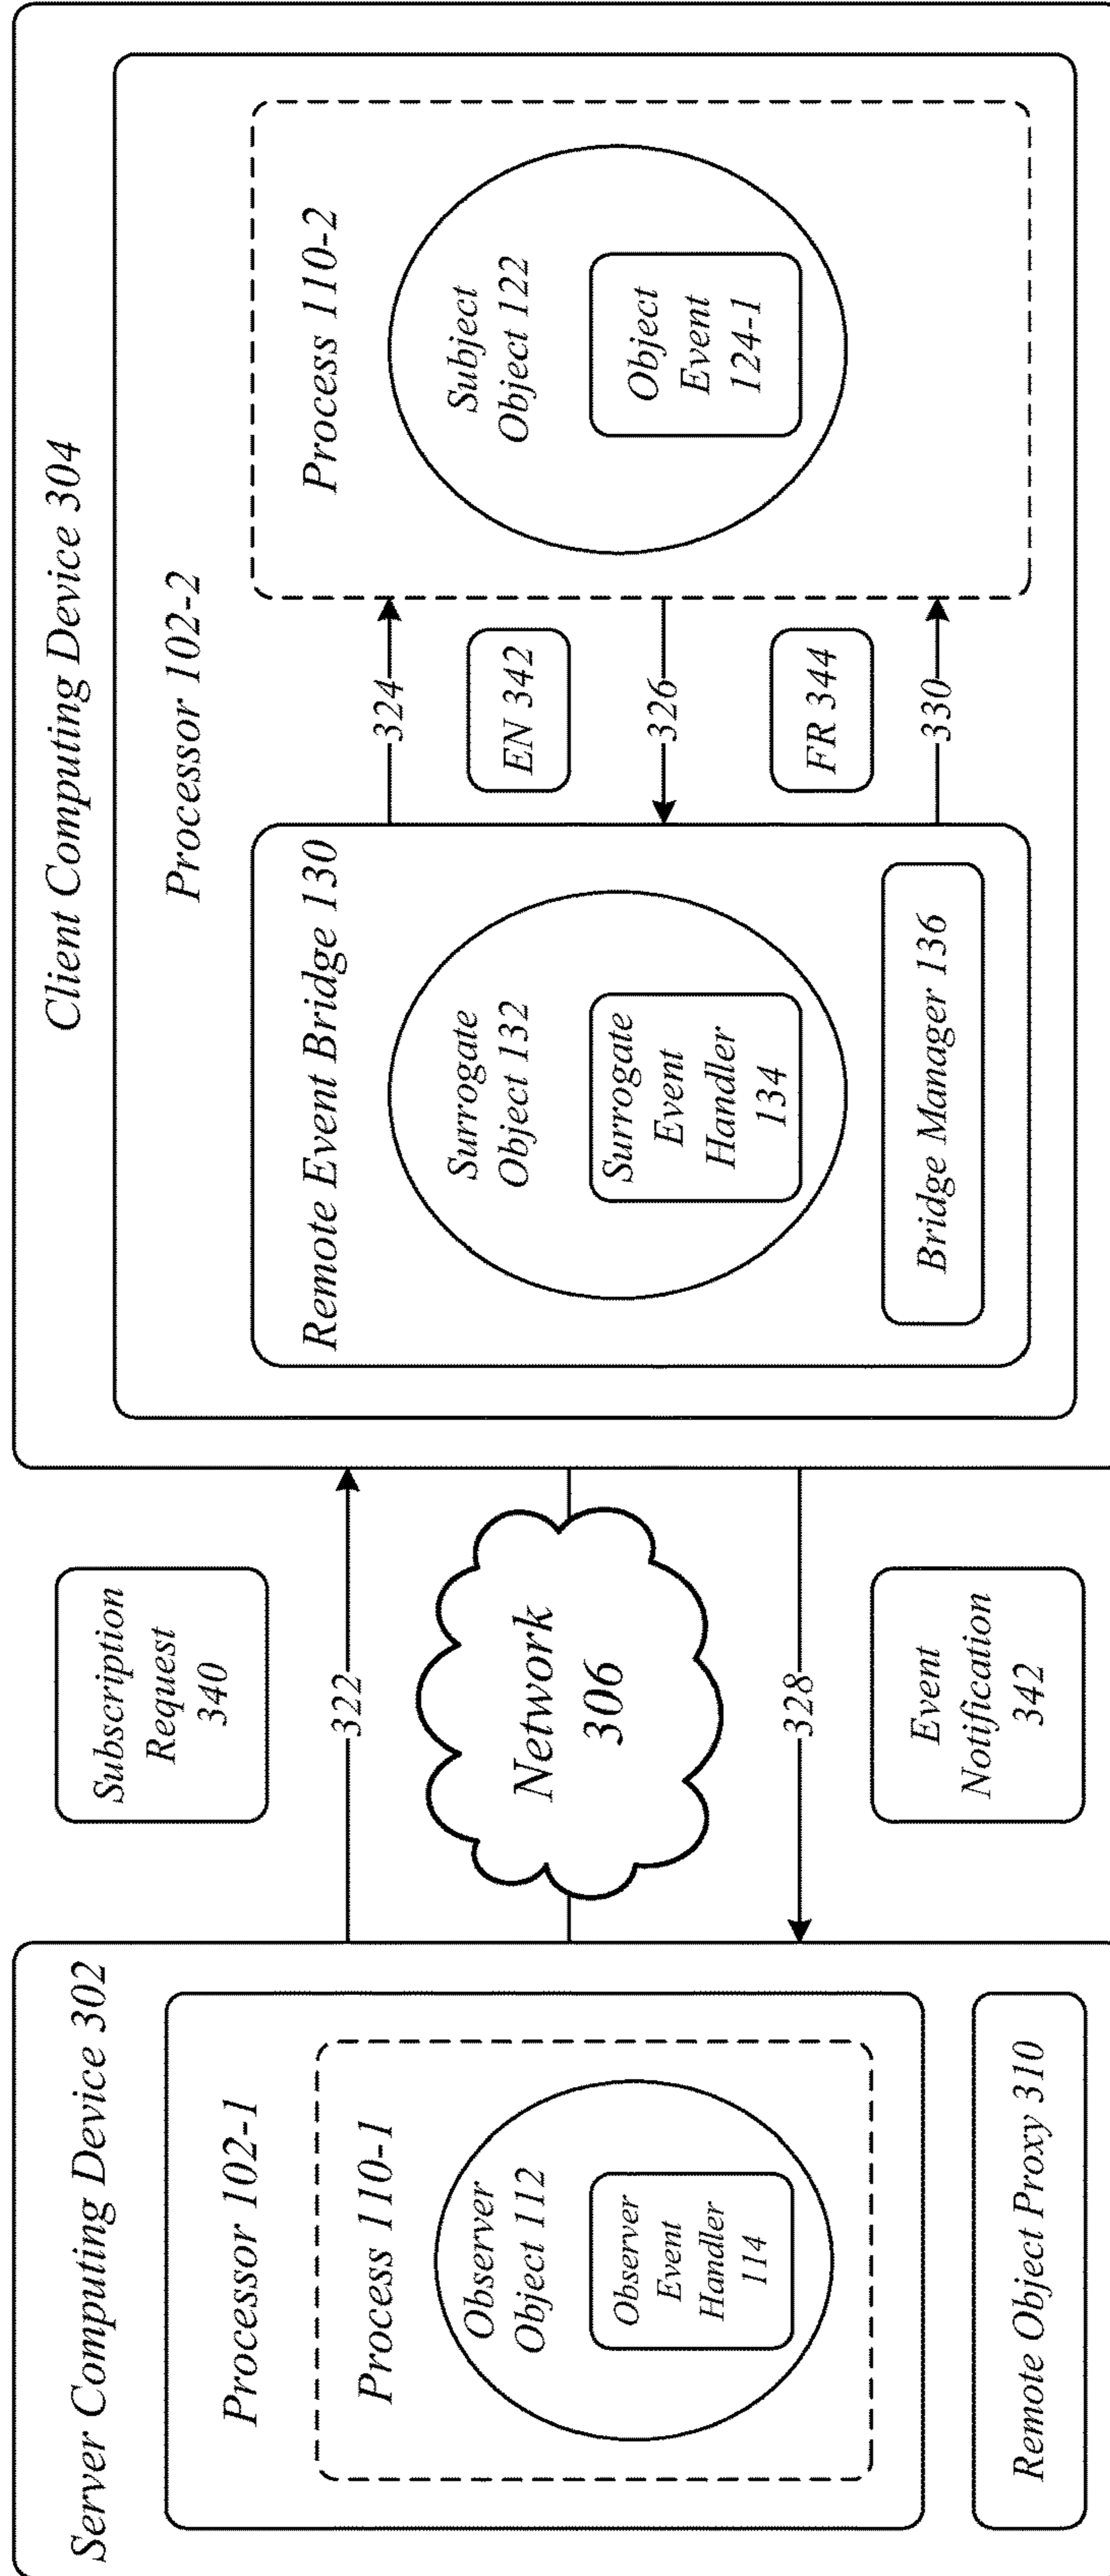 Server Computing Device 302
Processor 102-1
Process 110-1
Observer
Object 112
Observer
Event
Handler
114
Remote Object Proxy 310
Subscription
Request
340
322
Network
306
328
Event
Notification
342
Client Computing Device 304
Processor 102-2
Remote Event Bridge 130
Surrogate
Object 132
Surrogate
Event
Handler
134
Bridge Manager 136
324
EN 342
326
FR 344
330
Process 110-2
Subject
Object 122
Object
Event
124-1